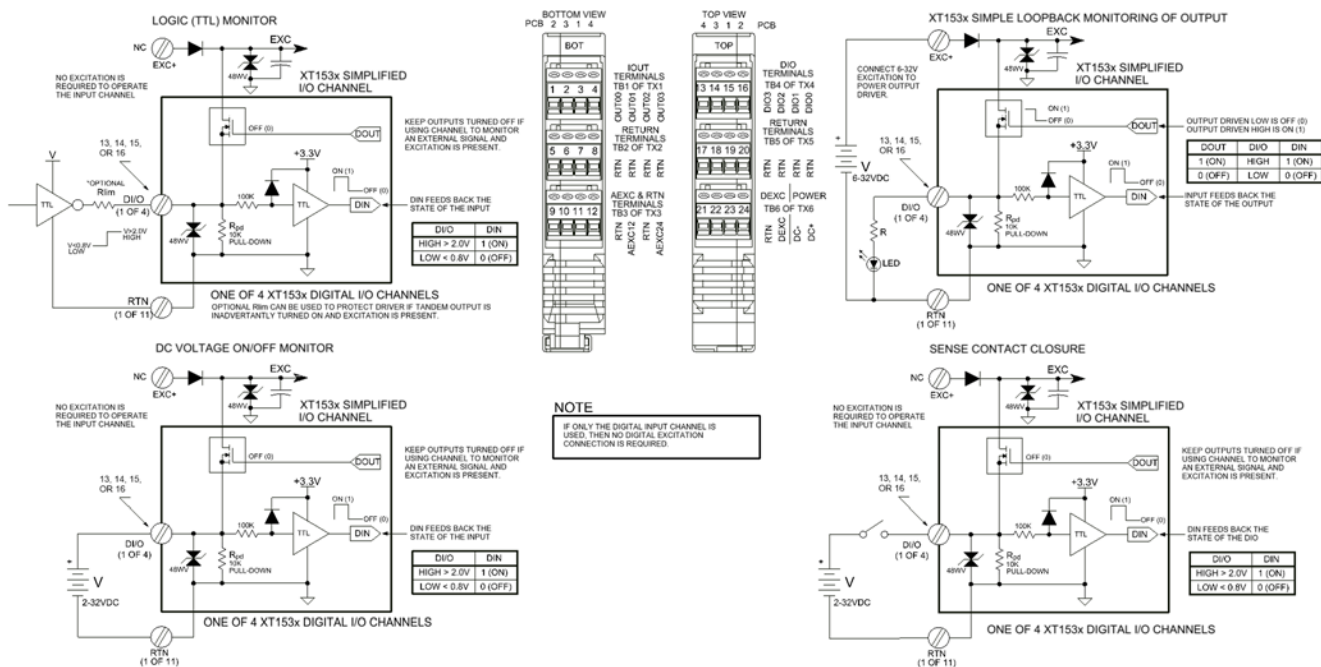 LOGIC (TTL) MONITOR
NC
EXC+
EXC
48WV
NO EXCITATION IS
REQUIRED TO OPERATE
THE INPUT CHANNEL
XT153x SIMPLIFIED
I/O CHANNEL
OFF (0)
DOUT
KEEP OUTPUTS TURNED OFF IF
USING CHANNEL TO MONITOR
AN EXTERNAL SIGNAL AND
EXCITATION IS PRESENT.
13, 14, 15,
OR 16
+3.3V
ON (1)
OFF (0)
V
TTL
*OPTIONAL
Rlim
DI/O
(1 OF 4)
100K
TTL
DIN
DIN FEEDS BACK THE
STATE OF THE INPUT
V>2.0V
HIGH
V<0.8V
LOW
48WV
Rpd
10K
PULL-DOWN
DI/O DIN
HIGH > 2.0V 1 (ON)
LOW < 0.8V 0 (OFF)
RTN
(1 OF 11)
ONE OF 4 XT153x DIGITAL I/O CHANNELS
OPTIONAL Rlim CAN BE USED TO PROTECT DRIVER IF TANDEM OUTPUT IS
INADVERTANTLY TURNED ON AND EXCITATION IS PRESENT.
BOTTOM VIEW
PCB 2 3 1 4
BOT
IOUT
TERMINALS
TB1 OF TX1
1 2 3 4
OUT00
OUT01
OUT02
OUT03
RETURN
TERMINALS
TB2 OF TX2
5 6 7 8
RTN
RTN
RTN
RTN
AEXC & RTN
TERMINALS
TB3 OF TX3
9 10 11 12
RTN
AEXC12
RTN
AEXC24
TOP VIEW
4 3 1 2 PCB
TOP
DIO
TERMINALS
TB4 OF TX4
13 14 15 16
DIO3
DIO2
DIO1
DIO0
RETURN
TERMINALS
TB5 OF TX5
17 18 19 20
RTN
RTN
RTN
RTN
DEXC POWER
TB6 OF TX6
21 22 23 24
RTN
DEXC
DC-
DC+
XT153x SIMPLE LOOPBACK MONITORING OF OUTPUT
EXC+
EXC
48WV
CONNECT 6-32V
EXCITATION TO
POWER OUTPUT
DRIVER.
XT153x SIMPLIFIED
I/O CHANNEL
ON (1)
OFF (0)
DOUT
OUTPUT DRIVEN LOW IS OFF (0)
OUTPUT DRIVEN HIGH IS ON (1)
DOUT DI/O DIN
1 (ON) HIGH 1 (ON)
0 (OFF) LOW 0 (OFF)
13, 14, 15,
OR 16
+3.3V
ON (1)
OFF (0)
+
V
6-32VDC
DI/O
(1 OF 4)
100K
TTL
DIN
INPUT FEEDS BACK THE
STATE OF THE OUTPUT
R
LED
48WV
Rpd
10K
PULL-DOWN
RTN
(1 OF 11)
ONE OF 4 XT153x DIGITAL I/O CHANNELS
DC VOLTAGE ON/OFF MONITOR
NC
EXC+
EXC
48WV
NO EXCITATION IS
REQUIRED TO OPERATE
THE INPUT CHANNEL
XT153x SIMPLIFIED
I/O CHANNEL
OFF (0)
DOUT
KEEP OUTPUTS TURNED OFF IF
USING CHANNEL TO MONITOR
AN EXTERNAL SIGNAL AND
EXCITATION IS PRESENT.
13, 14, 15,
OR 16
+3.3V
ON (1)
OFF (0)
DI/O
(1 OF 4)
100K
TTL
DIN
DIN FEEDS BACK THE
STATE OF THE INPUT
+
V
2-32VDC
48WV
Rpd
10K
PULL-DOWN
DI/O DIN
HIGH > 2.0V 1 (ON)
LOW < 0.8V 0 (OFF)
RTN
(1 OF 11)
ONE OF 4 XT153x DIGITAL I/O CHANNELS
NOTE
IF ONLY THE DIGITAL INPUT CHANNEL IS
USED, THEN NO DIGITAL EXCITATION
CONNECTION IS REQUIRED.
SENSE CONTACT CLOSURE
NC
EXC+
EXC
48WV
NO EXCITATION IS
REQUIRED TO OPERATE
THE INPUT CHANNEL
XT153x SIMPLIFIED
I/O CHANNEL
OFF (0)
DOUT
KEEP OUTPUTS TURNED OFF IF
USING CHANNEL TO MONITOR
AN EXTERNAL SIGNAL AND
EXCITATION IS PRESENT.
13, 14, 15,
OR 16
+3.3V
ON (1)
OFF (0)
DI/O
(1 OF 4)
100K
TTL
DIN
DIN FEEDS BACK THE
STATE OF THE DIO
+
V
2-32VDC
48WV
Rpd
10K
PULL-DOWN
DI/O DIN
HIGH > 2.0V 1 (ON)
LOW < 0.8V 0 (OFF)
RTN
(1 OF 11)
ONE OF 4 XT153x DIGITAL I/O CHANNELS